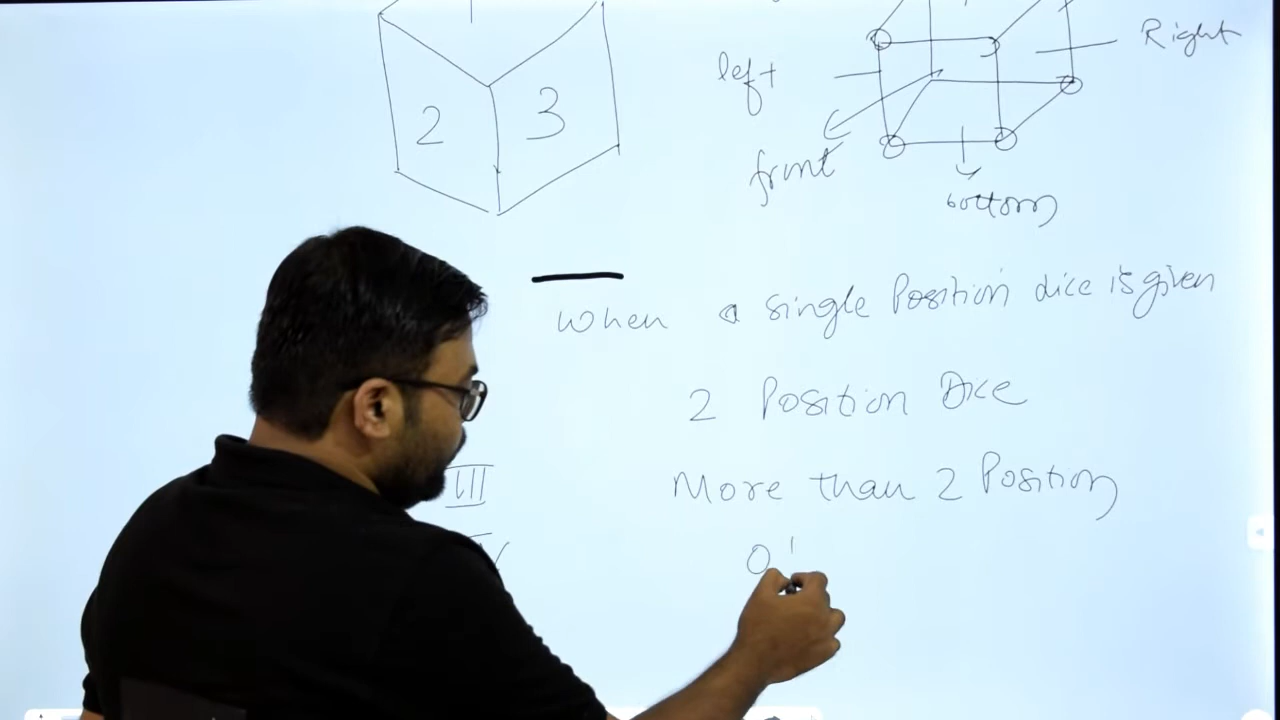 Right
left
2 3
front
bottom
When a single Position dice is given
2 Position Dice
III More than 2 Position
IV O